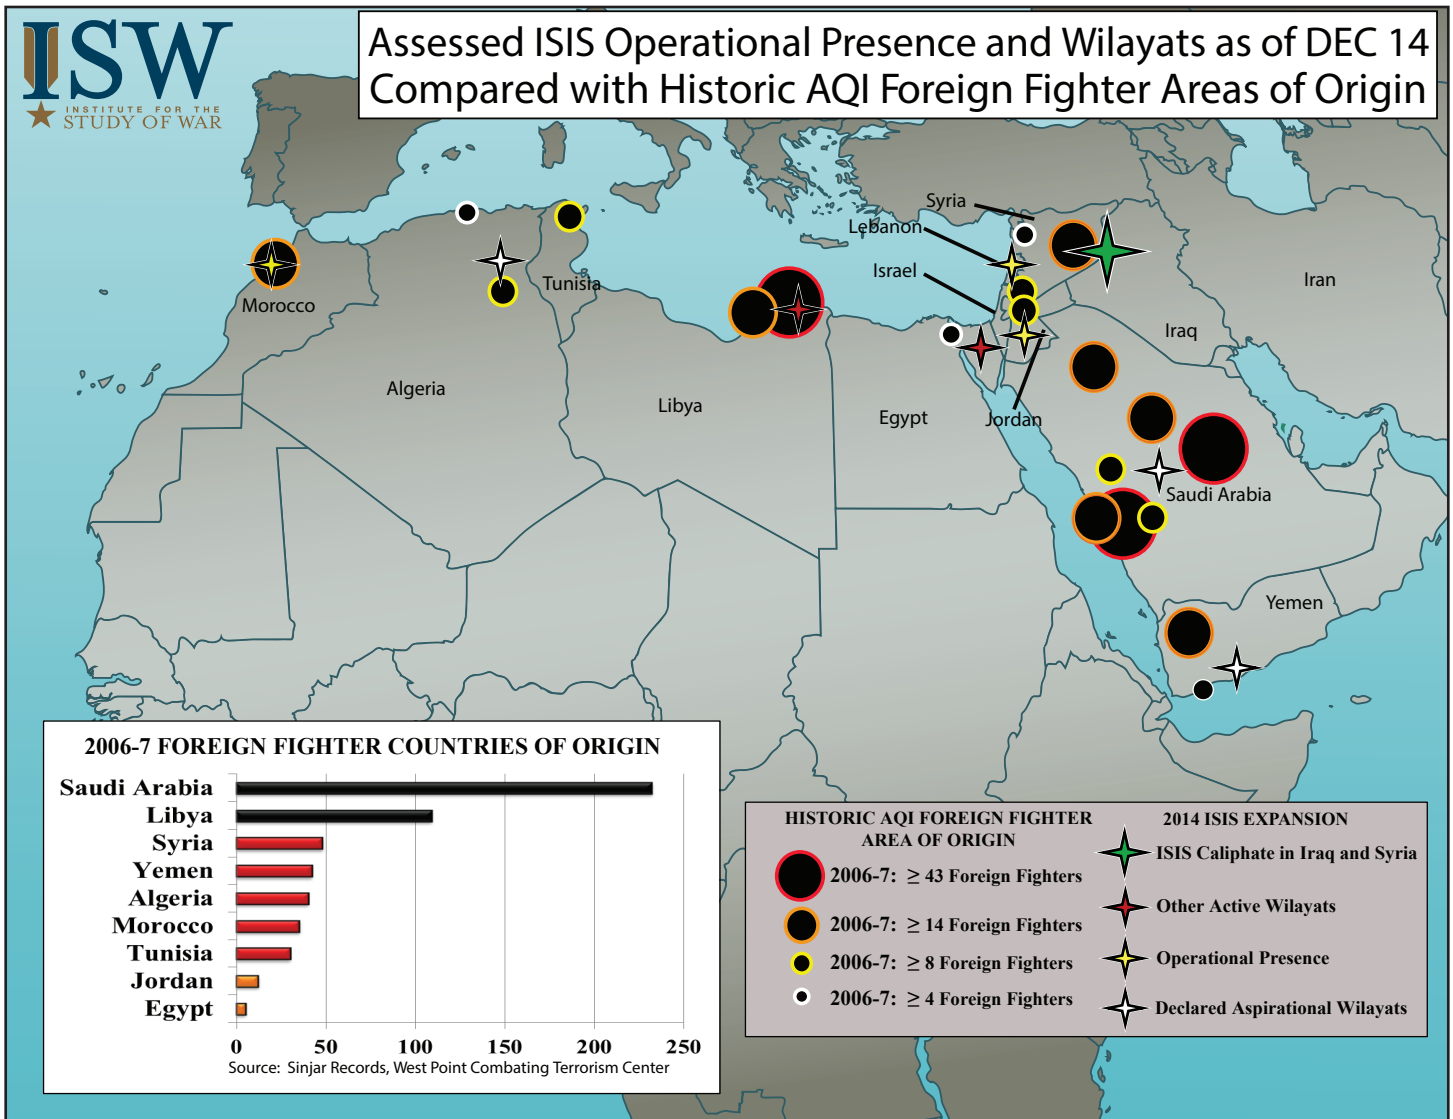 ISW
INSTITUTE FOR THE
STUDY OF WAR
Assessed ISIS Operational Presence and Wilayats as of DEC 14
Compared with Historic AQI Foreign Fighter Areas of Origin
Syria
Lebanon
Israel
Iran
Tunisia
Morocco
Iraq
Algeria
Libya
Egypt
Jordan
Saudi Arabia
Yemen
2006-7 FOREIGN FIGHTER COUNTRIES OF ORIGIN
Saudi Arabia
Libya
Syria
Yemen
Algeria
Morocco
Tunisia
Jordan
Egypt
0 50 100 150 200 250
Source: Sinjar Records, West Point Combating Terrorism Center
HISTORIC AQI FOREIGN FIGHTER
AREA OF ORIGIN
2006-7: ≥ 43 Foreign Fighters
2006-7: ≥ 14 Foreign Fighters
2006-7: ≥ 8 Foreign Fighters
2006-7: ≥ 4 Foreign Fighters
2014 ISIS EXPANSION
ISIS Caliphate in Iraq and Syria
Other Active Wilayats
Operational Presence
Declared Aspirational Wilayats